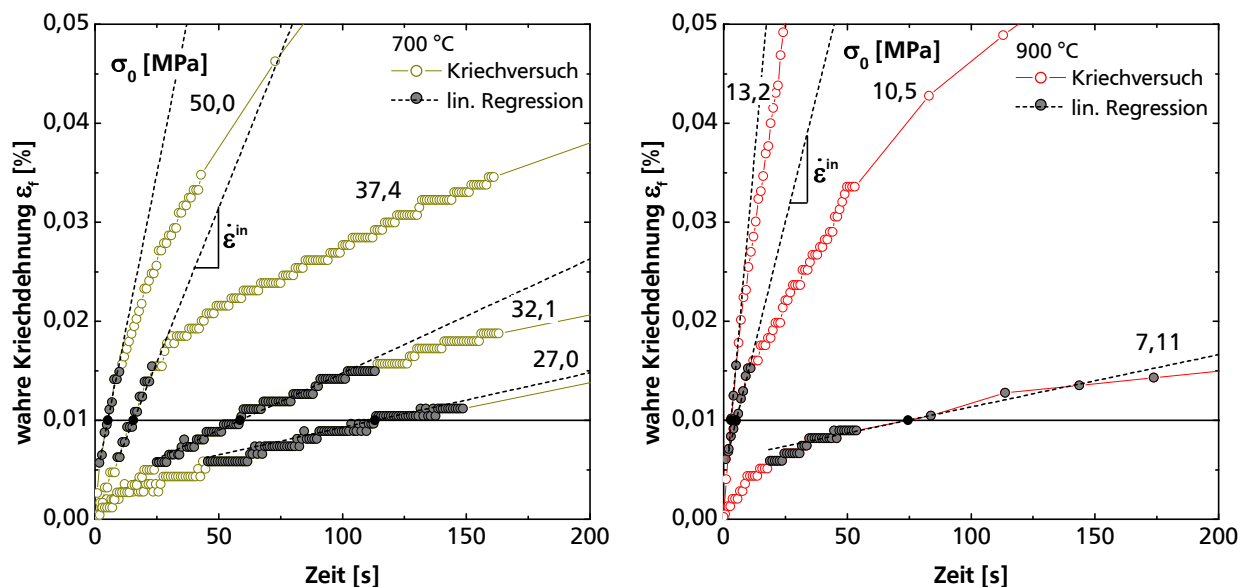 0,05
0,04
0,03
0,02
0,01
0,00
wahre Kriechdehnung ε_f [%]
σ₀ [MPa]
700 °C
Kriechversuch
lin. Regression
50,0
37,4
ε̇ⁱⁿ
32,1
27,0
0 50 100 150 200
Zeit [s]
0,05
0,04
0,03
0,02
0,01
0,00
wahre Kriechdehnung ε_f [%]
σ₀ [MPa]
900 °C
Kriechversuch
lin. Regression
13,2
10,5
ε̇ⁱⁿ
7,11
0 50 100 150 200
Zeit [s]